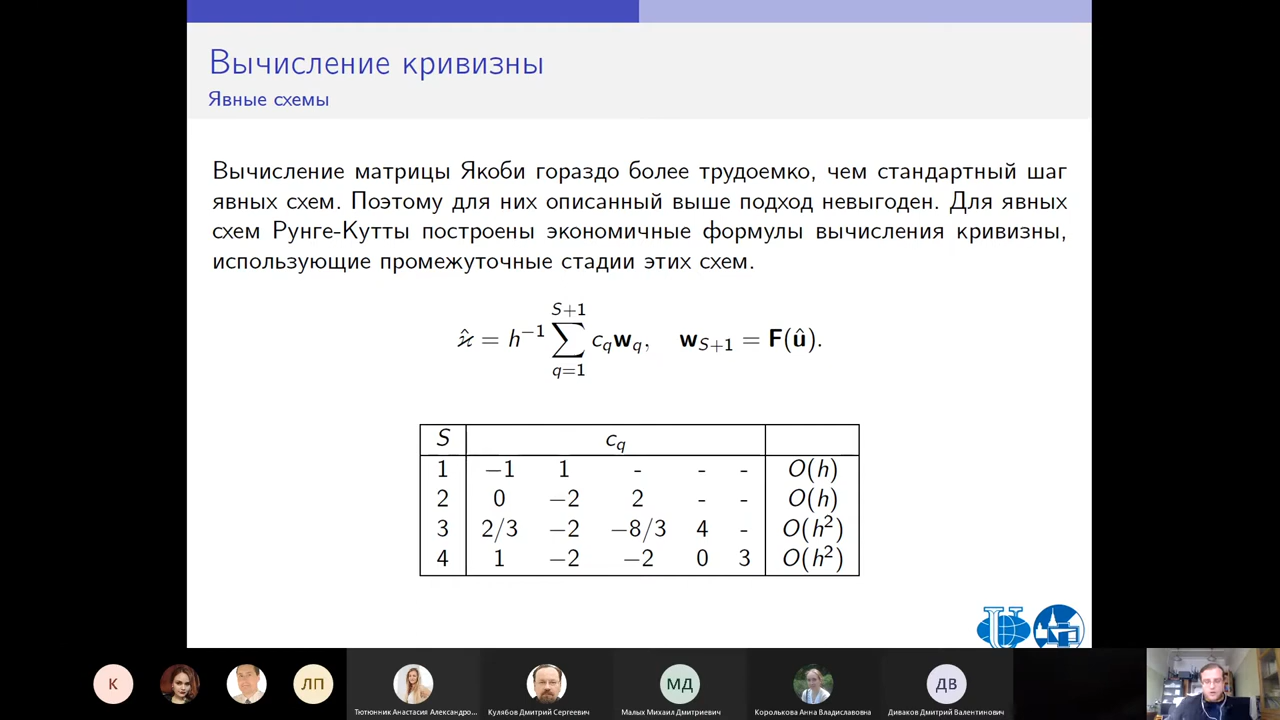 Вычисление кривизны
Явные схемы
Вычисление матрицы Якоби гораздо более трудоемко, чем стандартный шаг
явных схем. Поэтому для них описанный выше подход невыгоден. Для явных
схем Рунге-Кутты построены экономичные формулы вычисления кривизны,
использующие промежуточные стадии этих схем.
ϰ̂ = h⁻¹ ∑_{q=1}^{S+1} c_q w_q, w_{S+1} = F(û).
S c_q
1 −1 1 - - - O(h)
2 0 −2 2 - - O(h)
3 2/3 −2 −8/3 4 - O(h²)
4 1 −2 −2 0 3 O(h²)
К ЛП МД ДВ
Тютюнник Анастасия Александро... Кулябов Дмитрий Сергеевич Малых Михаил Дмитриевич Королькова Анна Владиславовна Диваков Дмитрий Валентинович